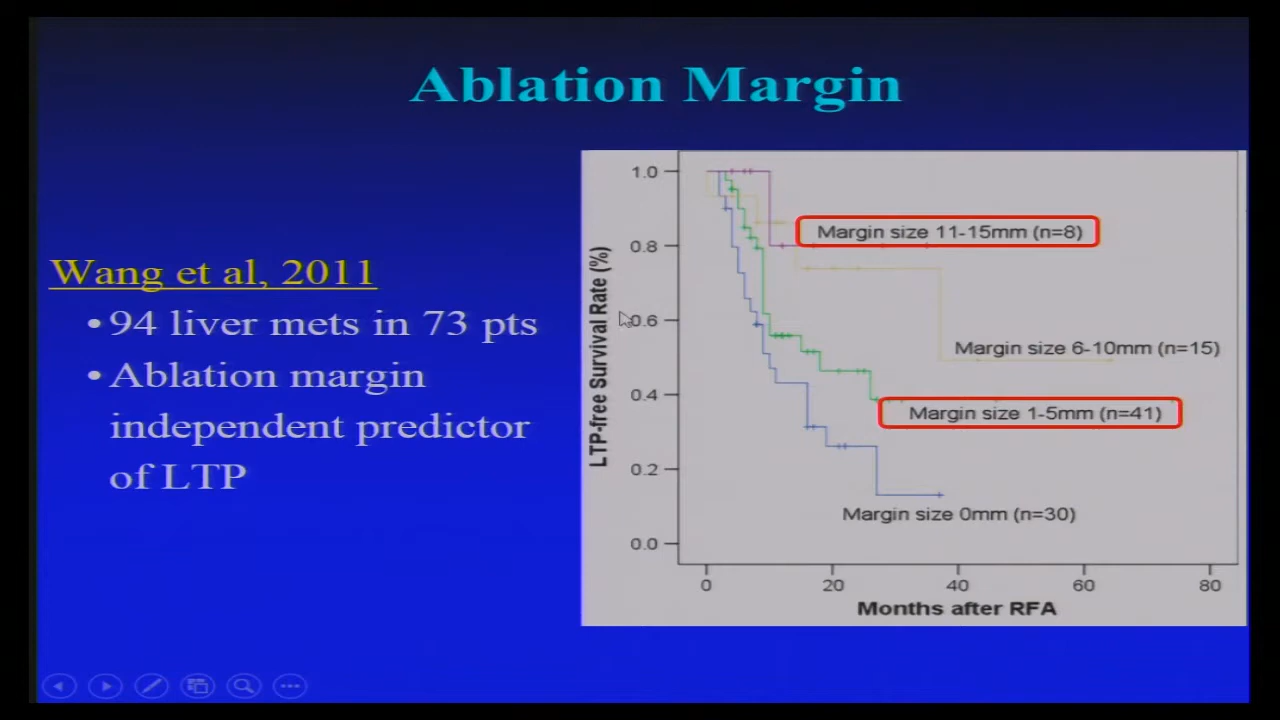 Ablation Margin
Wang et al, 2011
•94 liver mets in 73 pts
•Ablation margin
independent predictor
of LTP
LTP-free Survival Rate (%)
1.0
0.8
0.6
0.4
0.2
0.0
Margin size 11-15mm (n=8)
Margin size 6-10mm (n=15)
Margin size 1-5mm (n=41)
Margin size 0mm (n=30)
0 20 40 60 80
Months after RFA